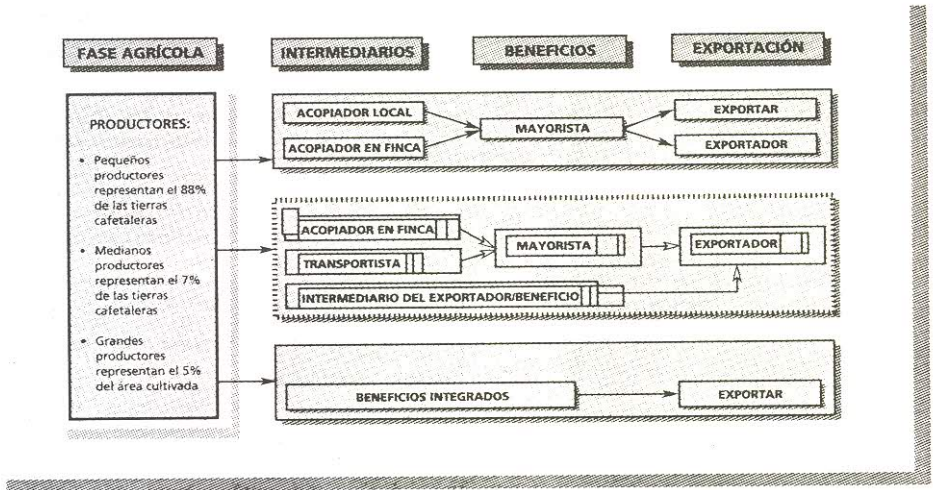 FASE AGRÍCOLA
INTERMEDIARIOS
BENEFICIOS
EXPORTACIÓN
PRODUCTORES:
• Pequeños
productores
representan el 88%
de las tierras
cafetaleras
• Medianos
productores
representan el 7%
de las tierras
cafetaleras
• Grandes
productores
representan el 5%
del área cultivada
ACOPIADOR LOCAL
ACOPIADOR EN FINCA
MAYORISTA
EXPORTAR
EXPORTADOR
ACOPIADOR EN FINCA
TRANSPORTISTA
MAYORISTA
EXPORTADOR
INTERMEDIARIO DEL EXPORTADOR/BENEFICIO
BENEFICIOS INTEGRADOS
EXPORTAR